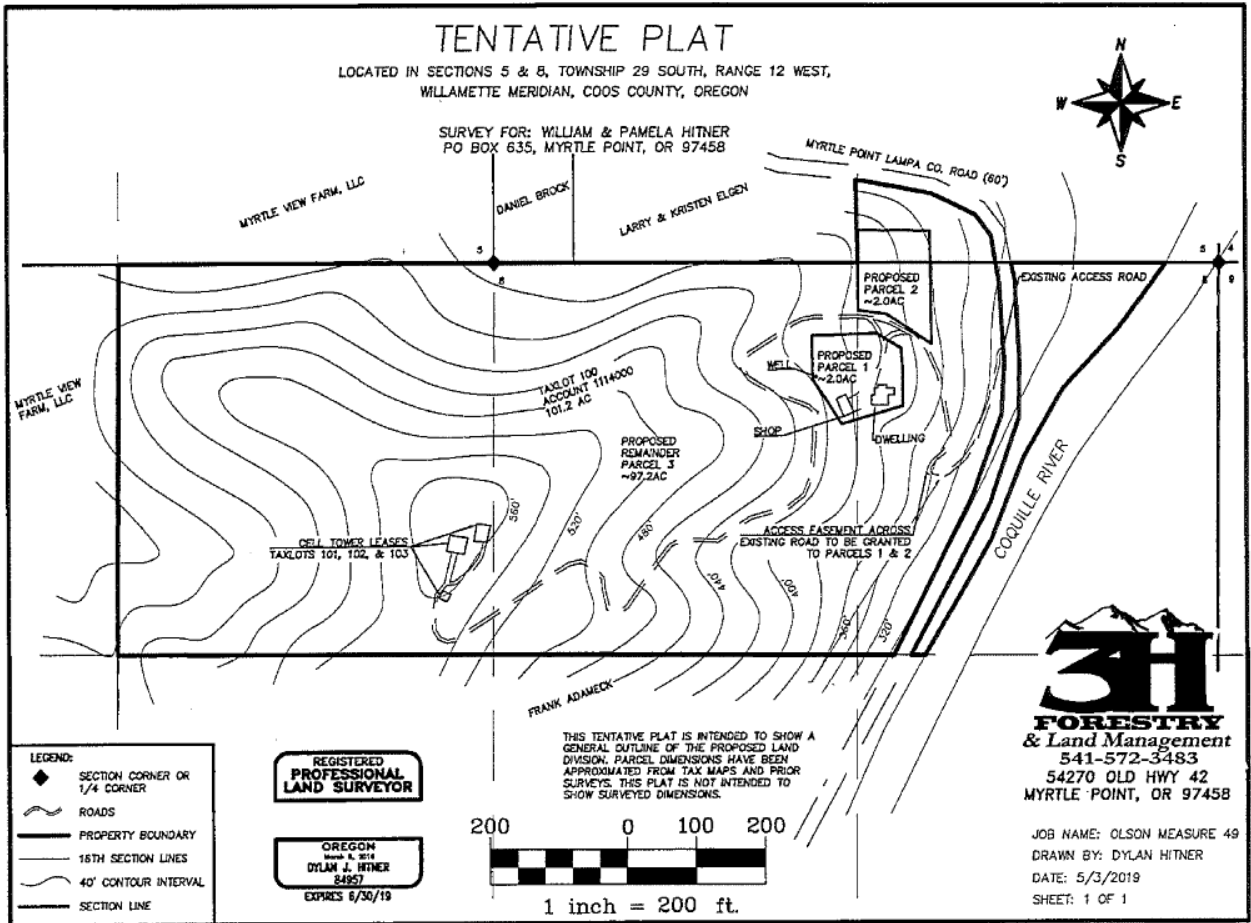 TENTATIVE PLAT
LOCATED IN SECTIONS 5 & 8, TOWNSHIP 29 SOUTH, RANGE 12 WEST,
WILLAMETTE MERIDIAN, COOS COUNTY, OREGON
SURVEY FOR: WILLIAM & PAMELA HITNER
PO BOX 635, MYRTLE POINT, OR 97458
N
W
E
S
MYRTLE POINT LAMPA CO. ROAD (60')
MYRTLE VIEW FARM, LLC
DANIEL BROCK
LARRY & KRISTEN ELGEN
5
8
5
4
8
9
EXISTING ACCESS ROAD
PROPOSED
PARCEL 2
~2.0AC
PROPOSED
PARCEL 1
~2.0AC
WELL
SHOP
DWELLING
MYRTLE VIEW
FARM, LLC
TAXLOT 100
ACCOUNT 1114000
101.2 AC
PROPOSED
REMAINDER
PARCEL 3
~97.2AC
CELL TOWER LEASES
TAXLOTS 101, 102, & 103
560'
520'
480'
440'
400'
360'
320'
ACCESS EASEMENT ACROSS
EXISTING ROAD TO BE GRANTED
TO PARCELS 1 & 2
COQUILLE RIVER
FRANK ADAMECK
3H
FORESTRY
& Land Management
541-572-3483
54270 OLD HWY 42
MYRTLE POINT, OR 97458
LEGEND:
SECTION CORNER OR
1/4 CORNER
ROADS
PROPERTY BOUNDARY
16TH SECTION LINES
40' CONTOUR INTERVAL
SECTION LINE
REGISTERED
PROFESSIONAL
LAND SURVEYOR
OREGON
DYLAN J. HITNER
84957
EXPIRES 6/30/19
THIS TENTATIVE PLAT IS INTENDED TO SHOW A
GENERAL OUTLINE OF THE PROPOSED LAND
DIVISION. PARCEL DIMENSIONS HAVE BEEN
APPROXIMATED FROM TAX MAPS AND PRIOR
SURVEYS. THIS PLAT IS NOT INTENDED TO
SHOW SURVEYED DIMENSIONS.
200 0 100 200
1 inch = 200 ft.
JOB NAME: OLSON MEASURE 49
DRAWN BY: DYLAN HITNER
DATE: 5/3/2019
SHEET: 1 OF 1